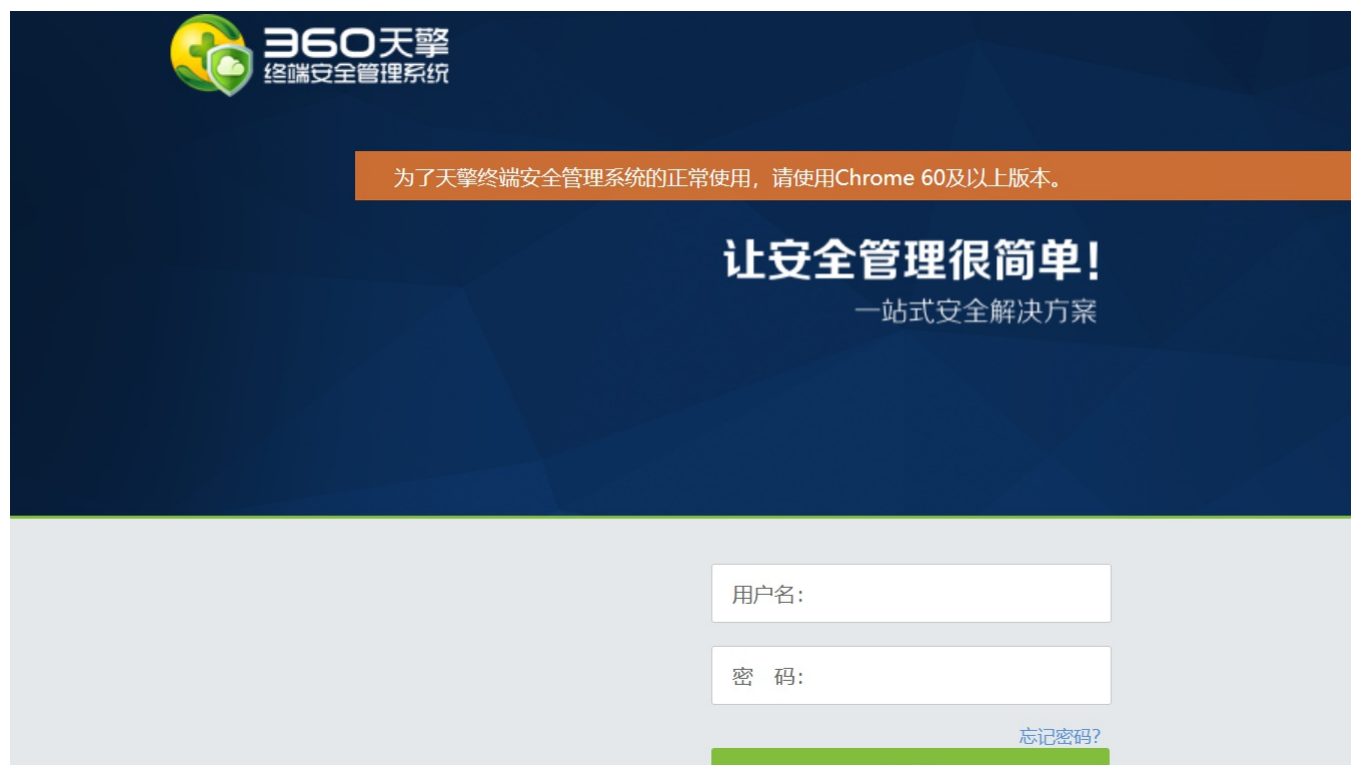 360天擎
终端安全管理系统
为了天擎终端安全管理系统的正常使用，请使用Chrome 60及以上版本。
让安全管理很简单！
一站式安全解决方案
用户名：
密 码：
忘记密码？